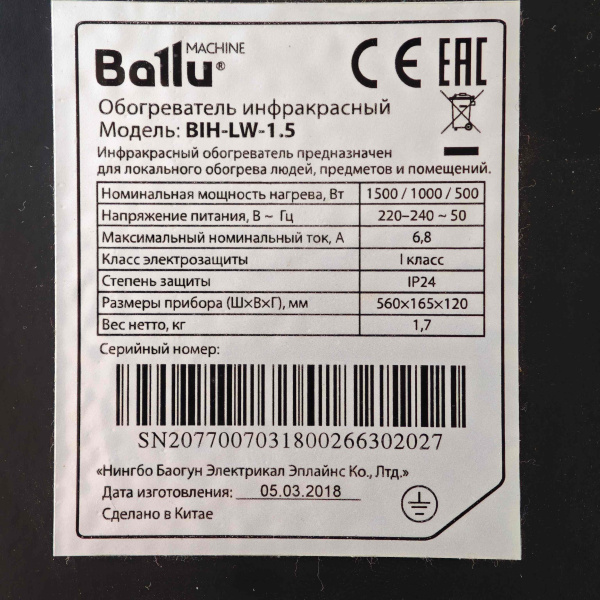 MACHINE
Ballu®
CE EAC
Обогреватель инфракрасный
Модель: BIH-LW-1.5
Инфракрасный обогреватель предназначен
для локального обогрева людей, предметов и помещений.
Номинальная мощность нагрева, Вт 1500 / 1000 / 500
Напряжение питания, В ~ Гц 220–240 ~ 50
Максимальный номинальный ток, А 6,8
Класс электрозащиты I класс
Степень защиты IP24
Размеры прибора (Ш×В×Г), мм 560×165×120
Вес нетто, кг 1,7
Серийный номер:
SN2077007031800266302027
«Нингбо Баогун Электрикал Эплайнс Ко., Лтд.»
Дата изготовления: 05.03.2018
Сделано в Китае